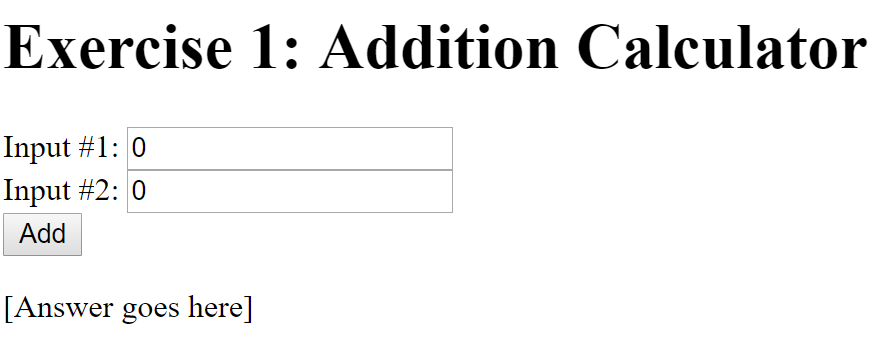 Exercise 1: Addition Calculator
Input #1: 0
Input #2: 0
Add
[Answer goes here]